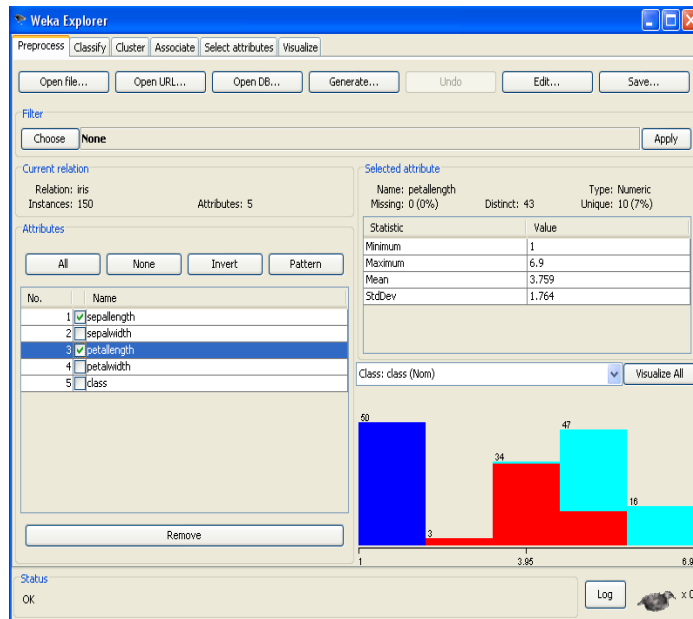 Weka Explorer
Preprocess Classify Cluster Associate Select attributes Visualize
Open file... Open URL... Open DB... Generate... Undo Edit... Save...
Filter
Choose None Apply
Current relation
Relation: iris
Instances: 150 Attributes: 5
Selected attribute
Name: petallength Type: Numeric
Missing: 0 (0%) Distinct: 43 Unique: 10 (7%)
Statistic Value
Minimum 1
Maximum 6.9
Mean 3.759
StdDev 1.764
Attributes
All None Invert Pattern
No. Name
1 sepallength
2 sepalwidth
3 petallength
4 petalwidth
5 class
Remove
Class: class (Nom) Visualize All
50
3
34
47
16
1 3.95 6.9
Status
OK
Log x 0